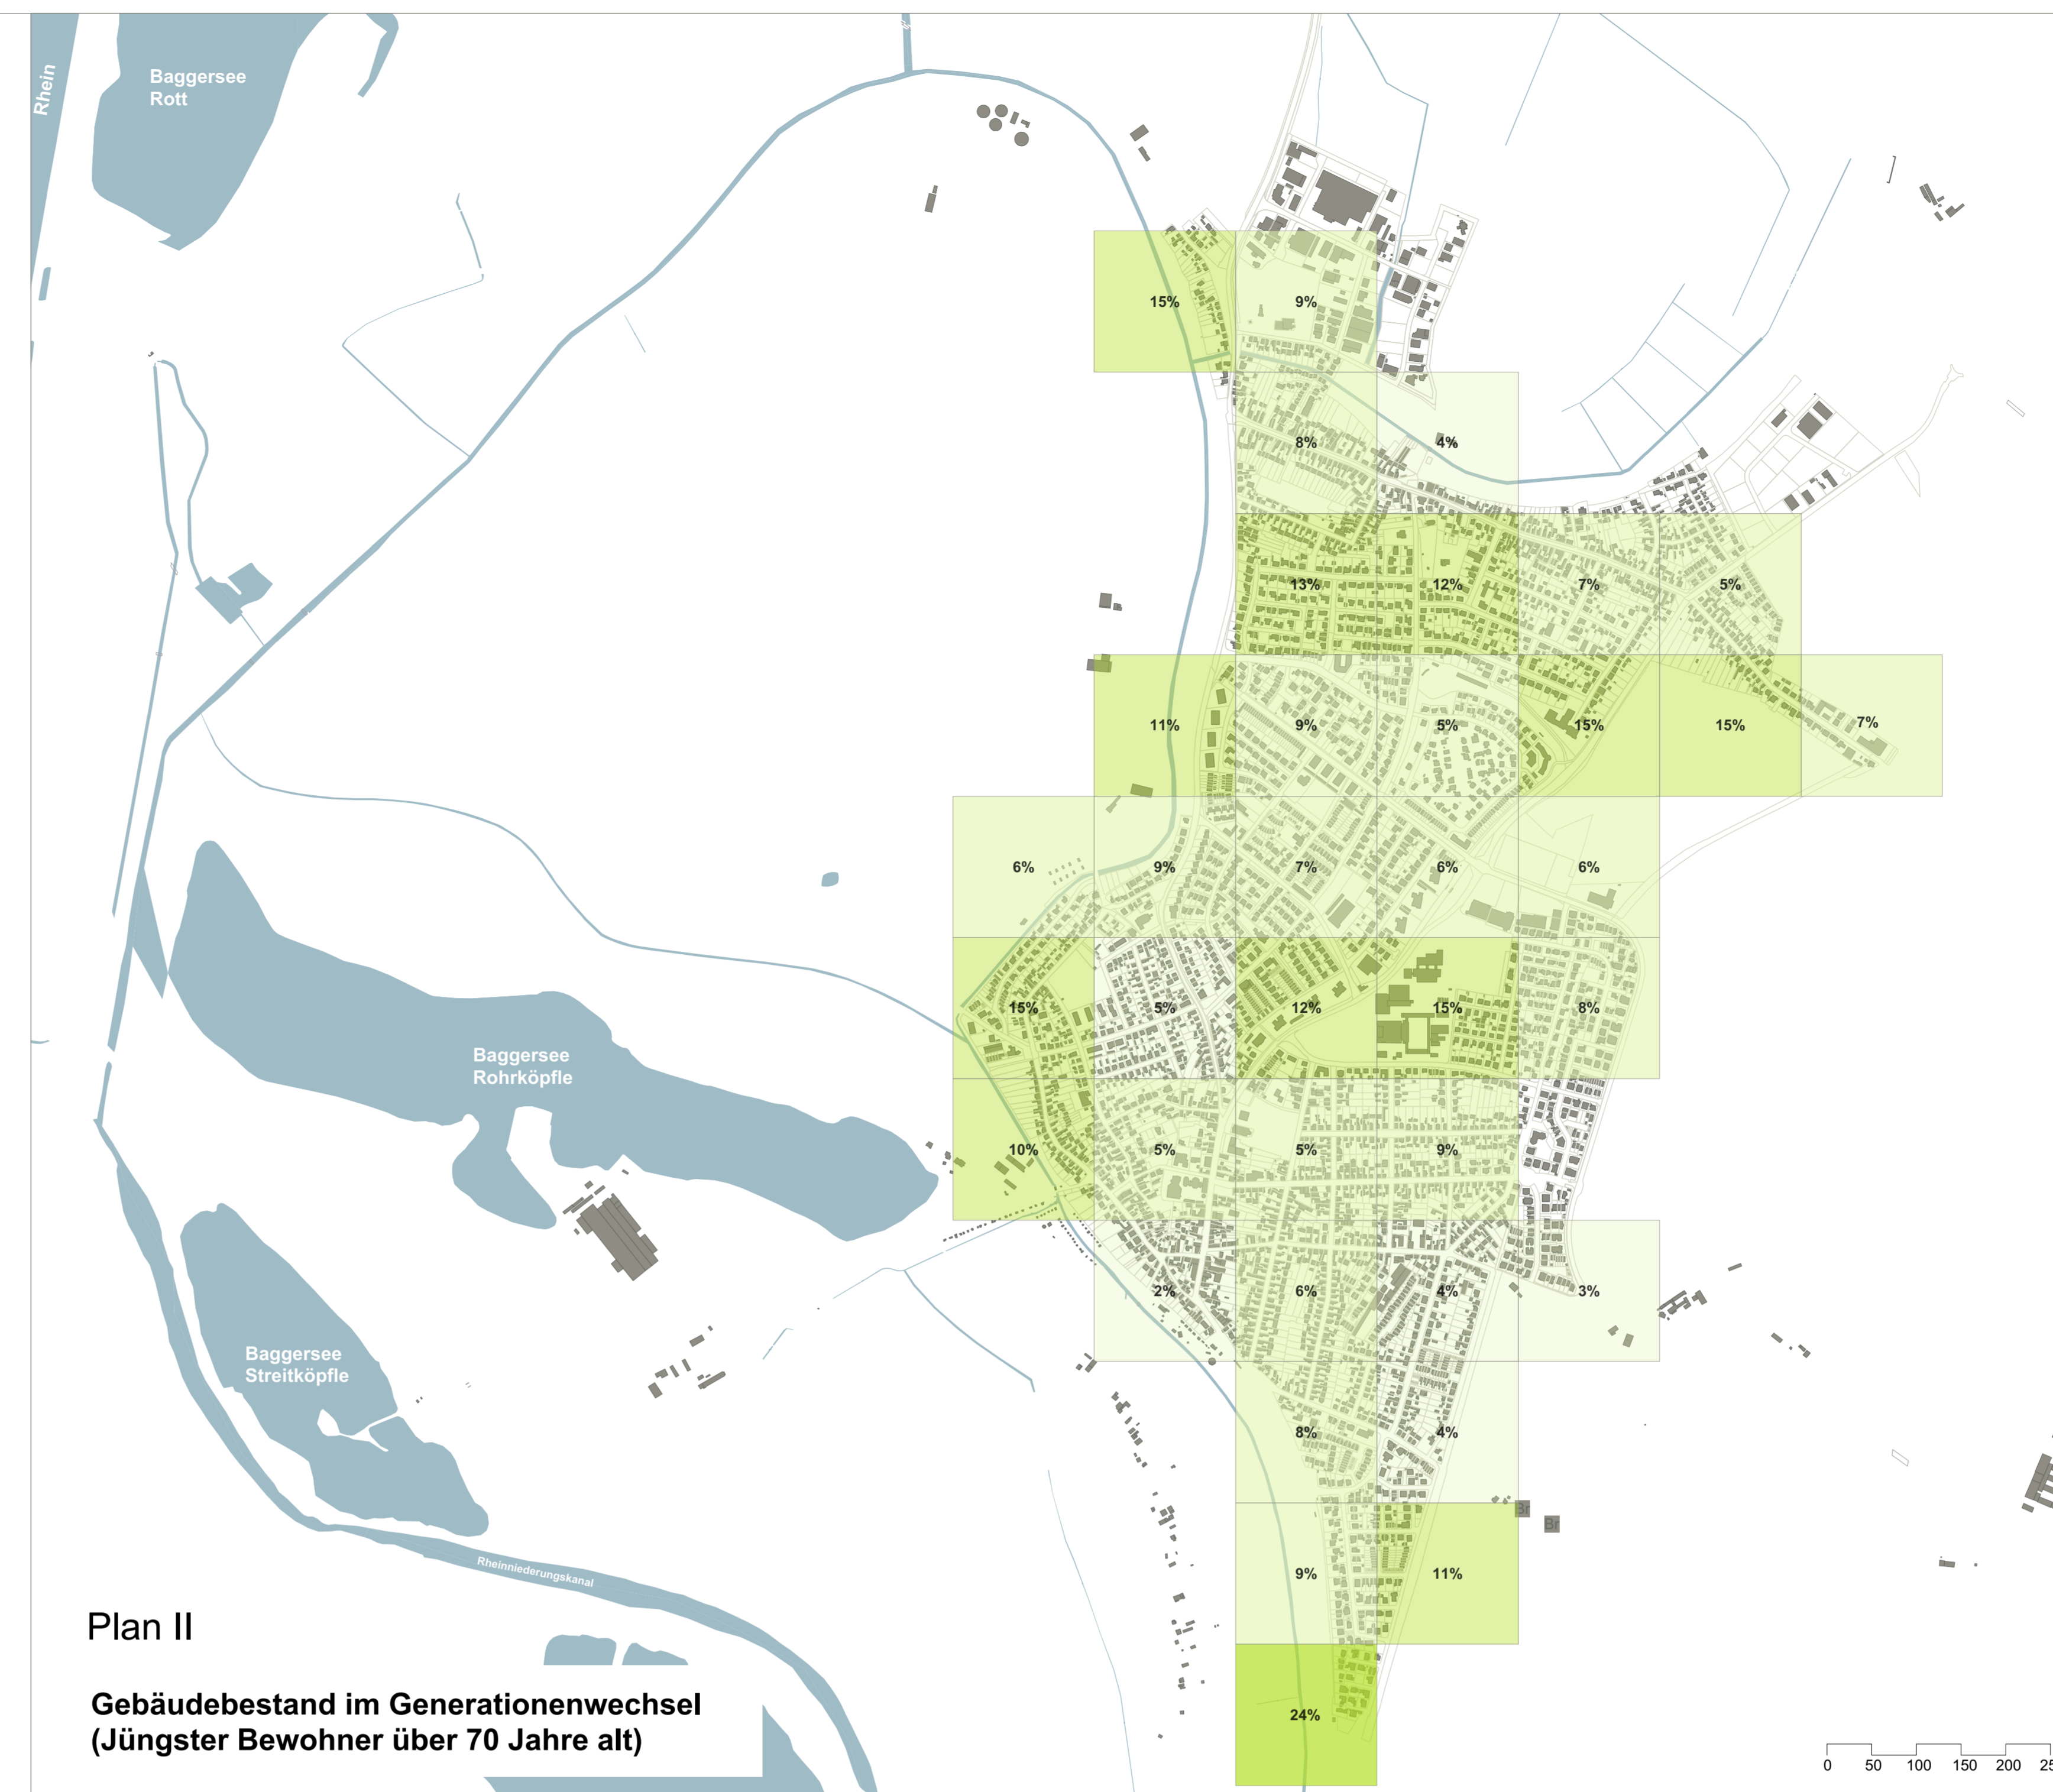 Rhein
Baggersee
Rott
15%
9%
8%
4%
13%
12%
7%
5%
11%
9%
5%
15%
15%
7%
6%
9%
7%
6%
6%
15%
5%
12%
15%
8%
Baggersee
Rohrköpfle
10%
5%
5%
9%
2%
6%
4%
3%
Baggersee
Streitköpfle
8%
4%
Br
Br
9%
11%
Rheinniederungskanal
Plan II
24%
Gebäudebestand im Generationenwechsel
(Jüngster Bewohner über 70 Jahre alt)
0 50 100 150 200